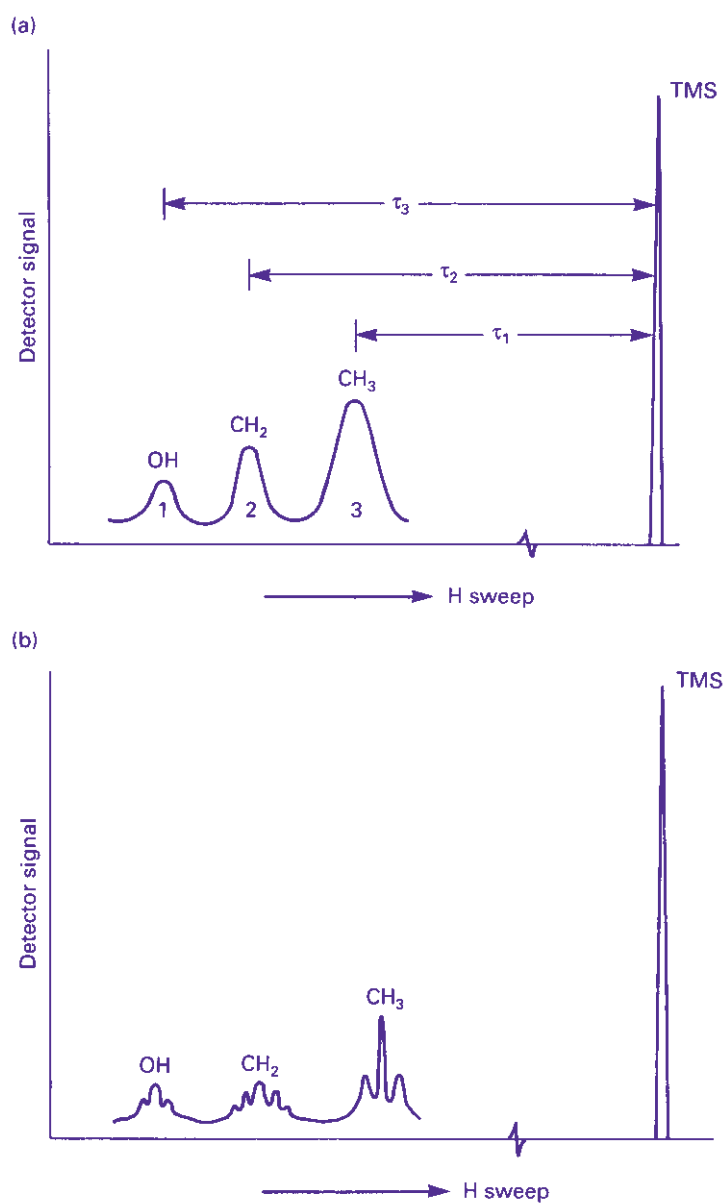 (a)
TMS
τ₃
τ₂
τ₁
Detector signal
CH₃
CH₂
OH
1
2
3
H sweep
(b)
TMS
Detector signal
CH₃
CH₂
OH
H sweep